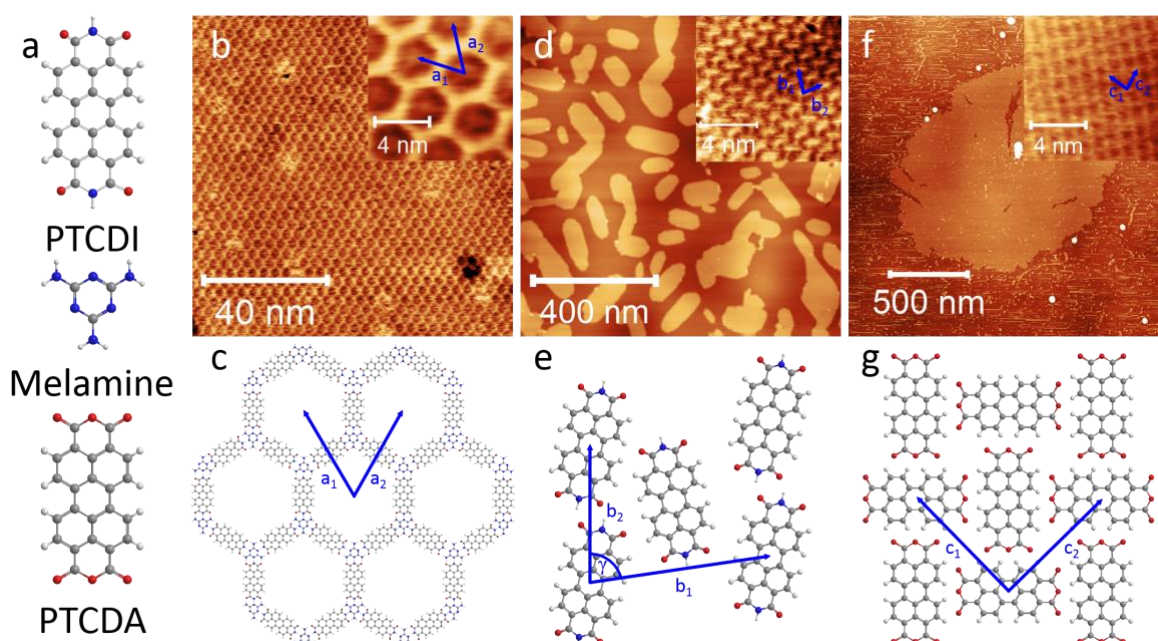 a
PTCDI
Melamine
PTCDA
b
a₂
a₁
4 nm
40 nm
d
b₁
b₂
4 nm
400 nm
f
c₁
c₂
4 nm
500 nm
c
a₁
a₂
e
b₂
γ
b₁
g
c₁
c₂